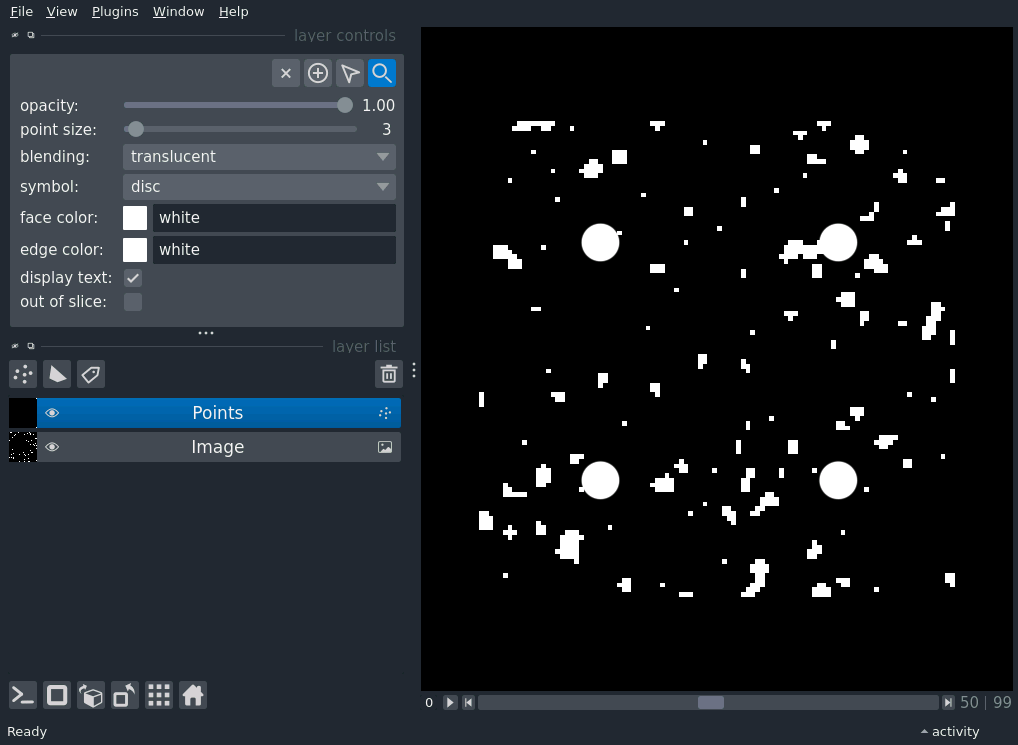 File View Plugins Window Help
layer controls
opacity: 1.00
point size: 3
blending: translucent
symbol: disc
face color: white
edge color: white
display text:
out of slice:
layer list
Points
Image
0 50 | 99
Ready activity